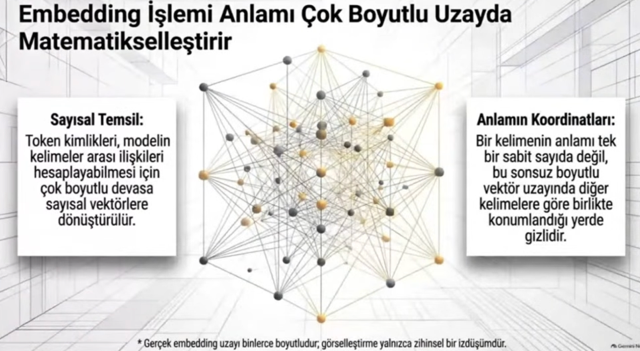 Embedding İşlemi Anlamı Çok Boyutlu Uzayda
Matematikselleştirir
Sayısal Temsil:
Token kimlikleri, modelin
kelimeler arası ilişkileri
hesaplayabilmesi için
çok boyutlu devasa
sayısal vektörlere
dönüştürülür.
Anlamın Koordinatları:
Bir kelimenin anlamı tek
bir sabit sayıda değil,
bu sonsuz boyutlu
vektör uzayında diğer
kelimelere göre birlikte
konumlandığı yerde
gizlidir.
* Gerçek embedding uzayı binlerce boyutludur; görselleştirme yalnızca zihinsel bir izdüşümdür.